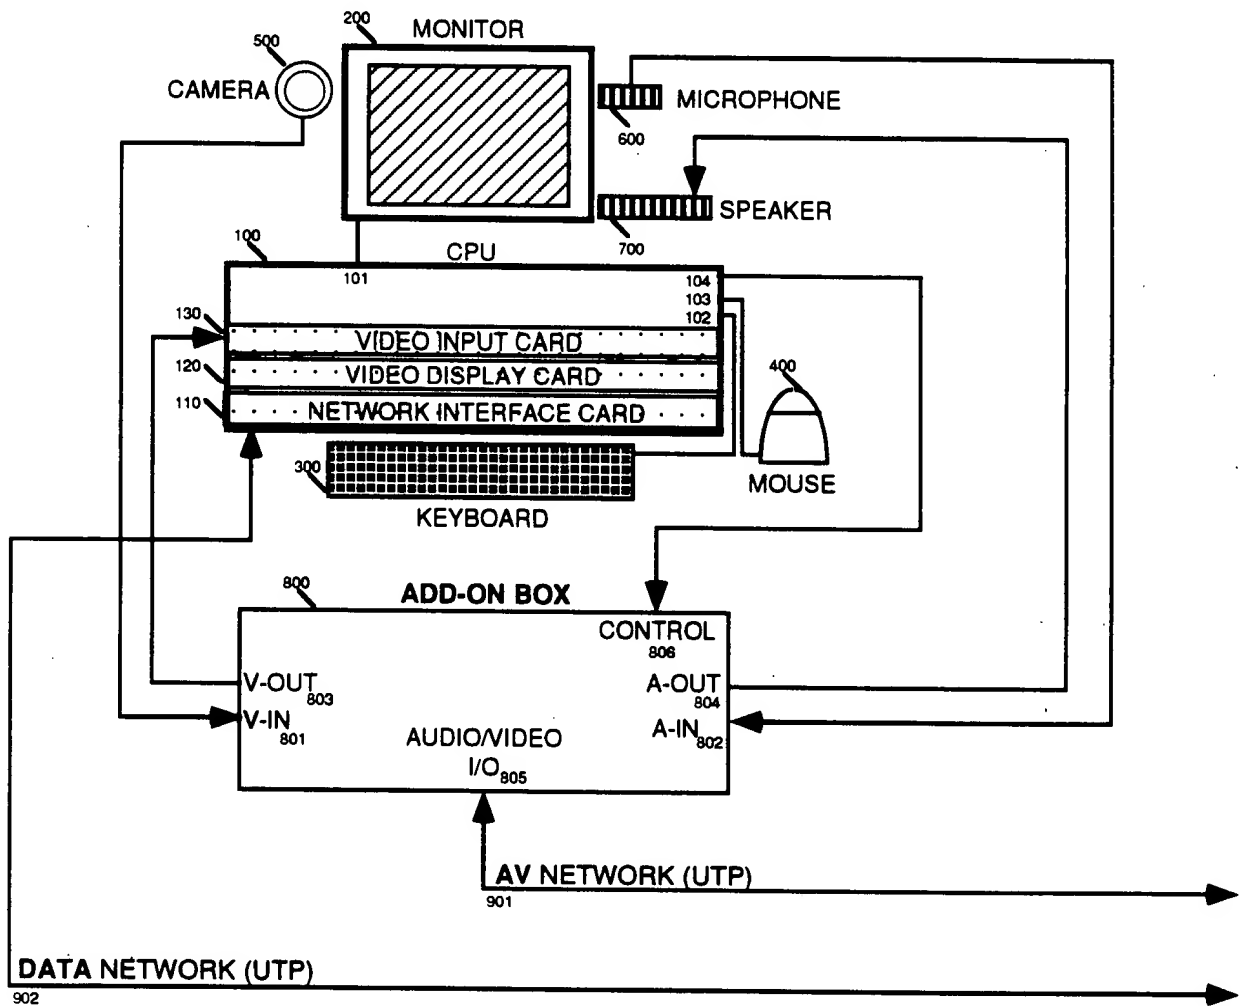 200
MONITOR
500
CAMERA
MICROPHONE
600
SPEAKER
700
100
CPU
101
104
103
102
130
VIDEO INPUT CARD
120
VIDEO DISPLAY CARD
110
NETWORK INTERFACE CARD
400
MOUSE
300
KEYBOARD
800
ADD-ON BOX
CONTROL
806
V-OUT 803
A-OUT 804
V-IN 801
A-IN 802
AUDIO/VIDEO
I/O 805
AV NETWORK (UTP)
901
DATA NETWORK (UTP)
902